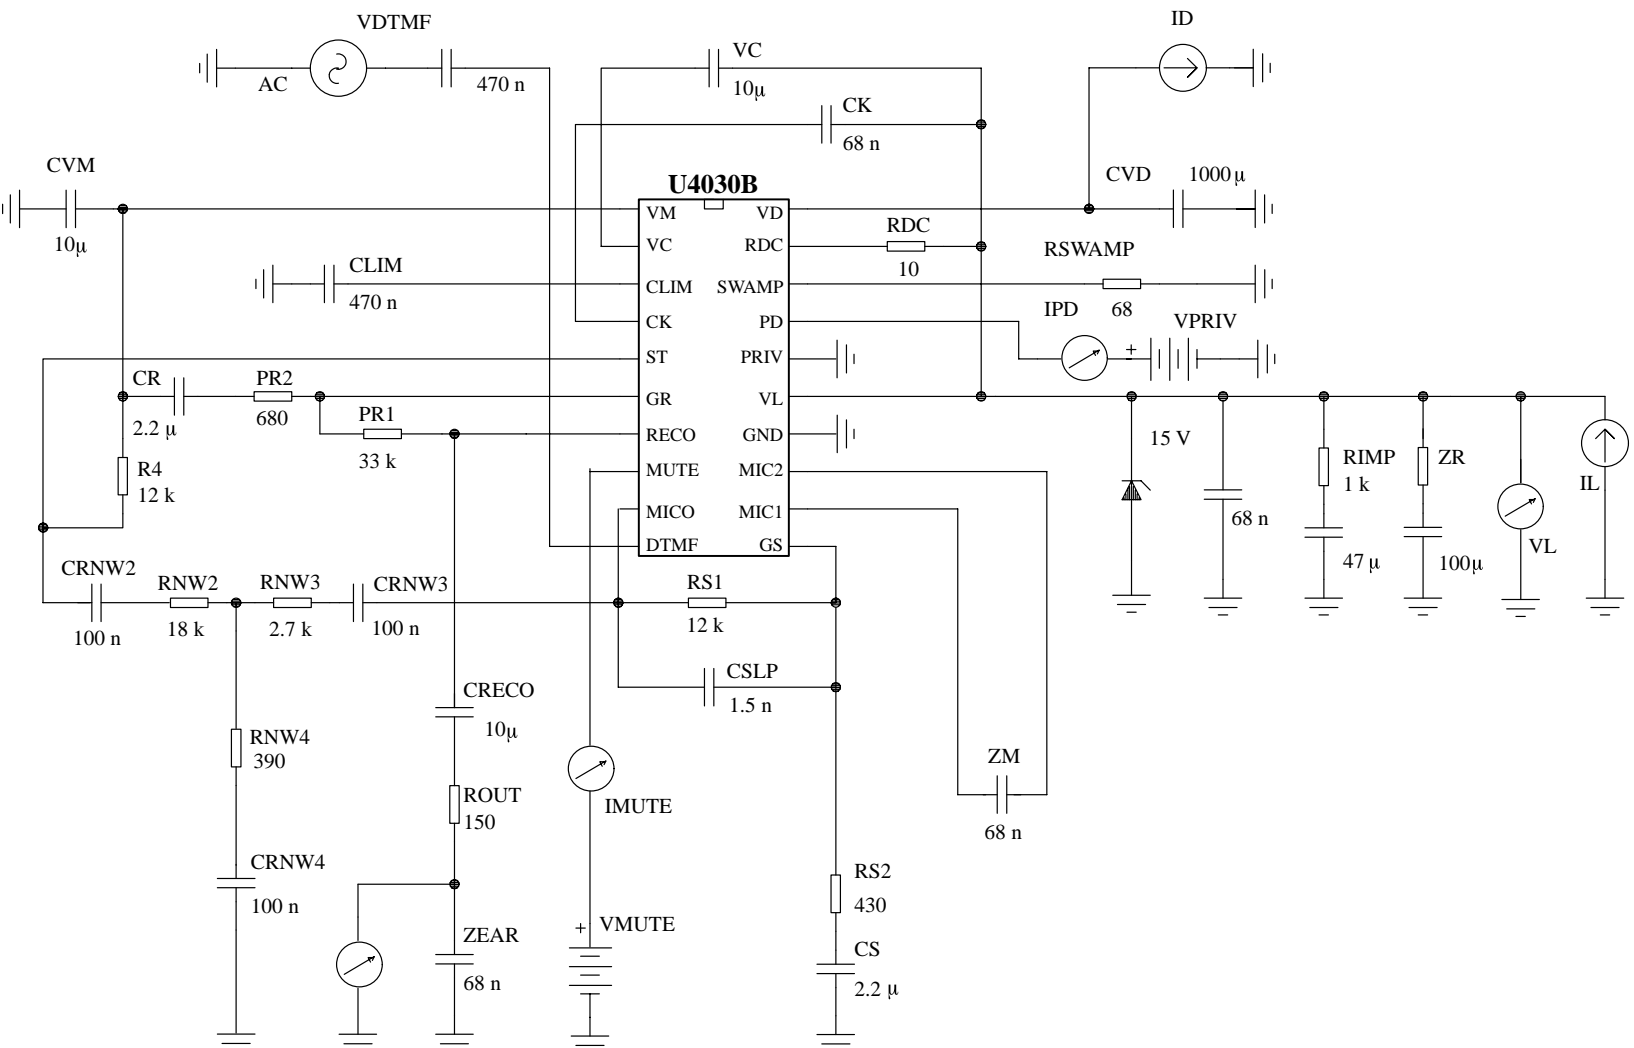 VDTMF
AC
470 n
VC
10µ
CK
68 n
ID
CVM
10µ
U4030B
CVD
1000 µ
CLIM
470 n
RDC
10
RSWAMP
68
IPD
+
VPRIV
VM
VC
CLIM
CK
ST
GR
RECO
MUTE
MICO
DTMF
VD
RDC
SWAMP
PD
PRIV
VL
GND
MIC2
MIC1
GS
CR
2.2 µ
PR2
680
PR1
33 k
R4
12 k
15 V
68 n
RIMP
1 k
47 µ
ZR
100µ
VL
IL
CRNW2
100 n
RNW2
18 k
RNW3
2.7 k
CRNW3
100 n
RS1
12 k
CSLP
1.5 n
CRECO
10µ
RNW4
390
ZM
68 n
ROUT
150
IMUTE
CRNW4
100 n
RS2
430
ZEAR
68 n
+
VMUTE
CS
2.2 µ